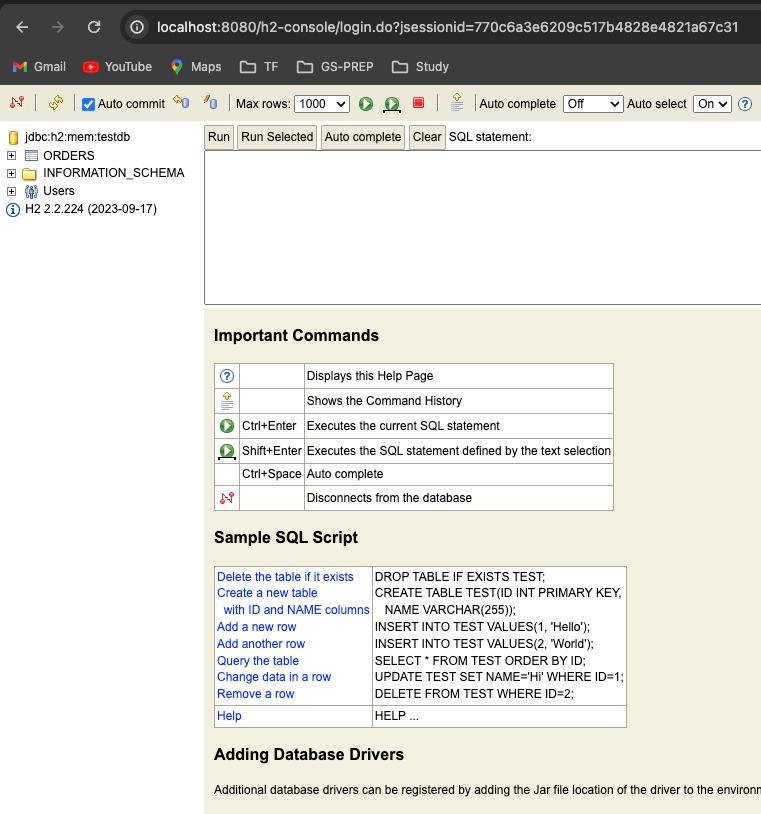 localhost:8080/h2-console/login.do?jsessionid=770c6a3e6209c517b4828e4821a67c31
Gmail YouTube Maps TF GS-PREP Study
Auto commit Max rows: 1000 Auto complete Off Auto select On ?
jdbc:h2:mem:testdb
ORDERS
INFORMATION_SCHEMA
Users
H2 2.2.224 (2023-09-17)
Run Run Selected Auto complete Clear SQL statement:
Important Commands
? Displays this Help Page
Shows the Command History
Ctrl+Enter Executes the current SQL statement
Shift+Enter Executes the SQL statement defined by the text selection
Ctrl+Space Auto complete
Disconnects from the database
Sample SQL Script
Delete the table if it exists DROP TABLE IF EXISTS TEST;
Create a new table CREATE TABLE TEST(ID INT PRIMARY KEY,
with ID and NAME columns NAME VARCHAR(255));
Add a new row INSERT INTO TEST VALUES(1, 'Hello');
Add another row INSERT INTO TEST VALUES(2, 'World');
Query the table SELECT * FROM TEST ORDER BY ID;
Change data in a row UPDATE TEST SET NAME='Hi' WHERE ID=1;
Remove a row DELETE FROM TEST WHERE ID=2;
Help HELP ...
Adding Database Drivers
Additional database drivers can be registered by adding the Jar file location of the driver to the